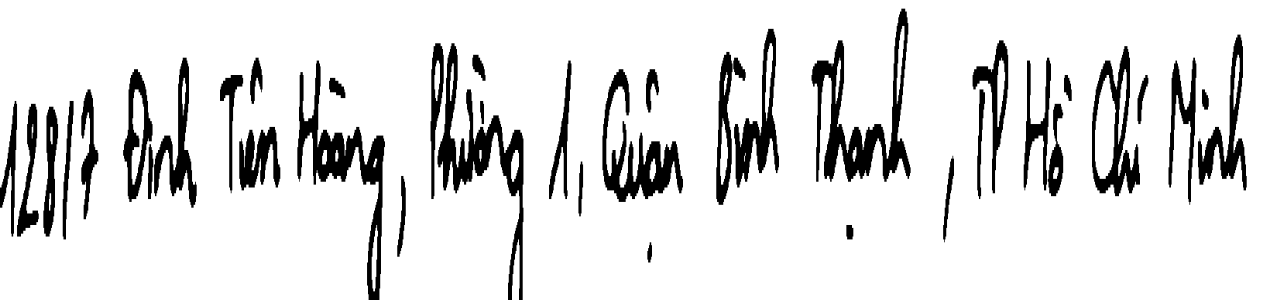 128/7 Đinh Tiên Hoàng, Phường 1, Quận Bình Thạnh, TP Hồ Chí Minh